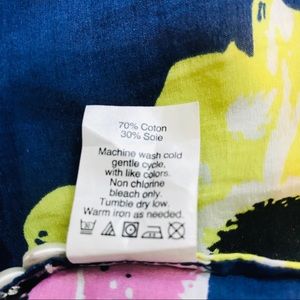 70% Coton
30% Soie
Machine wash cold
gentle cycle,
with like colors.
Non chlorine
bleach only.
Tumble dry low.
Warm iron as needed.